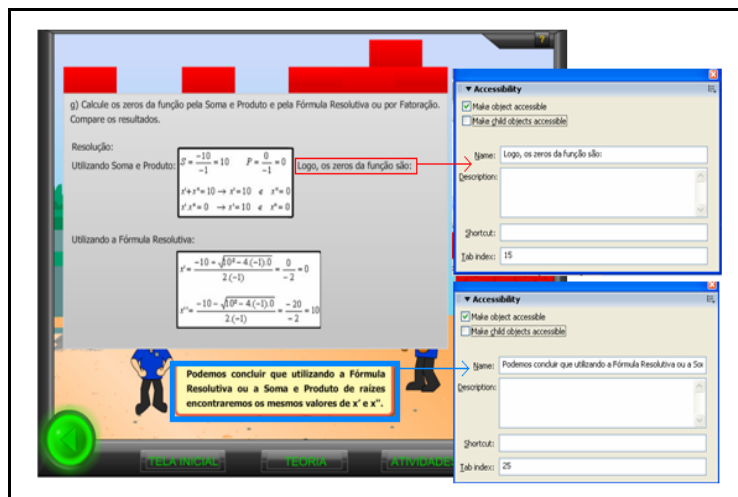 ?
g) Calcule os zeros da função pela Soma e Produto e pela Fórmula Resolutiva ou por Fatoração.
Compare os resultados.
Resolução:
Utilizando Soma e Produto: S = -10/-1 = 10 P = 0/-1 = 0 Logo, os zeros da função são:
x'+x"=10 → x'=10 e x"=0
x'.x"=0 → x'=10 e x"=0
Utilizando a Fórmula Resolutiva:
x' = -10 + √10² - 4.(-1).0 / 2.(-1) = 0/-2 = 0
x" = -10 - √10² - 4.(-1).0 / 2.(-1) = -20/-2 = 10
Podemos concluir que utilizando a Fórmula
Resolutiva ou a Soma e Produto de raízes
encontraremos os mesmos valores de x' e x".
TELA INICIAL TEORIA ATIVIDADE
Accessibility
Make object accessible
Make child objects accessible
Name: Logo, os zeros da função são:
Description:
Shortcut:
Tab index: 15
Accessibility
Make object accessible
Make child objects accessible
Name: Podemos concluir que utilizando a Fórmula Resolutiva ou a So
Description:
Shortcut:
Tab index: 25